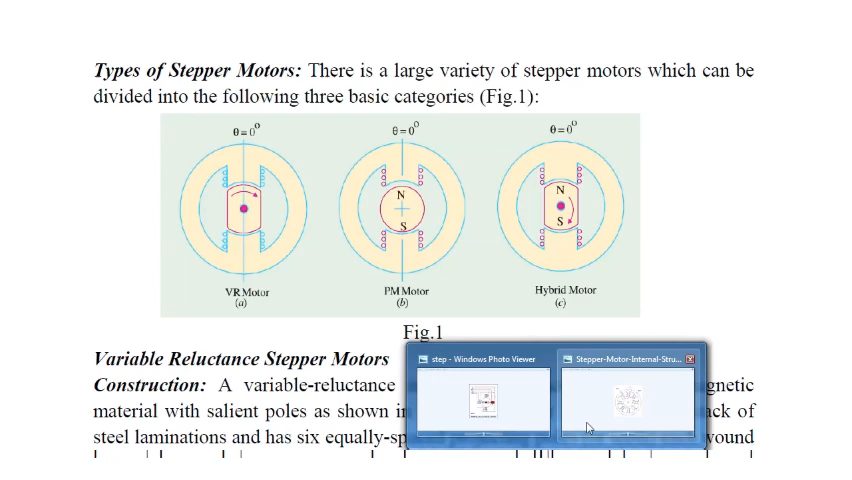 Types of Stepper Motors: There is a large variety of stepper motors which can be
divided into the following three basic categories (Fig.1):
θ=0° θ=0° θ=0°
N N
S S
VR Motor PM Motor Hybrid Motor
(a) (b) (c)
Fig.1
step - Windows Photo Viewer Stepper-Motor-Internal-Stru...
Variable Reluctance Stepper Motors
Construction: A variable-reluctance gnetic
material with salient poles as shown in ack of
steel laminations and has six equally-sp wound